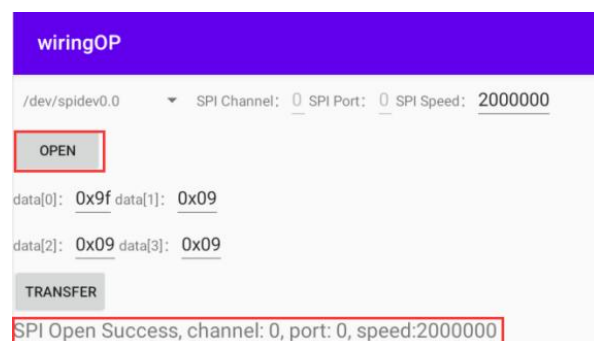 wiringOP
/dev/spidev0.0 SPI Channel: 0 SPI Port: 0 SPI Speed: 2000000
OPEN
data[0]: 0x9f data[1]: 0x09
data[2]: 0x09 data[3]: 0x09
TRANSFER
SPI Open Success, channel: 0, port: 0, speed:2000000